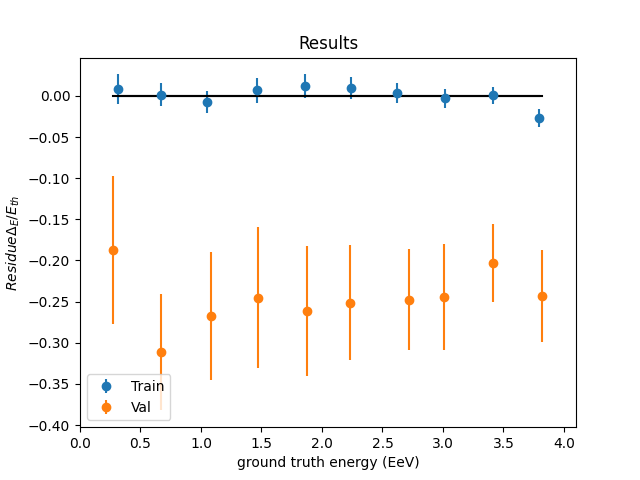 Results
0.00
−0.05
−0.10
−0.15
−0.20
−0.25
−0.30
−0.35
−0.40
Residue Δ_E/E_th
Train
Val
0.0 0.5 1.0 1.5 2.0 2.5 3.0 3.5 4.0
ground truth energy (EeV)